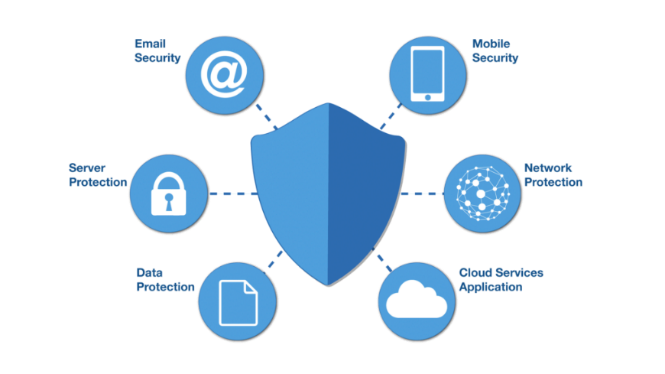 Email
Security
Mobile
Security
Server
Protection
Network
Protection
Data
Protection
Cloud Services
Application